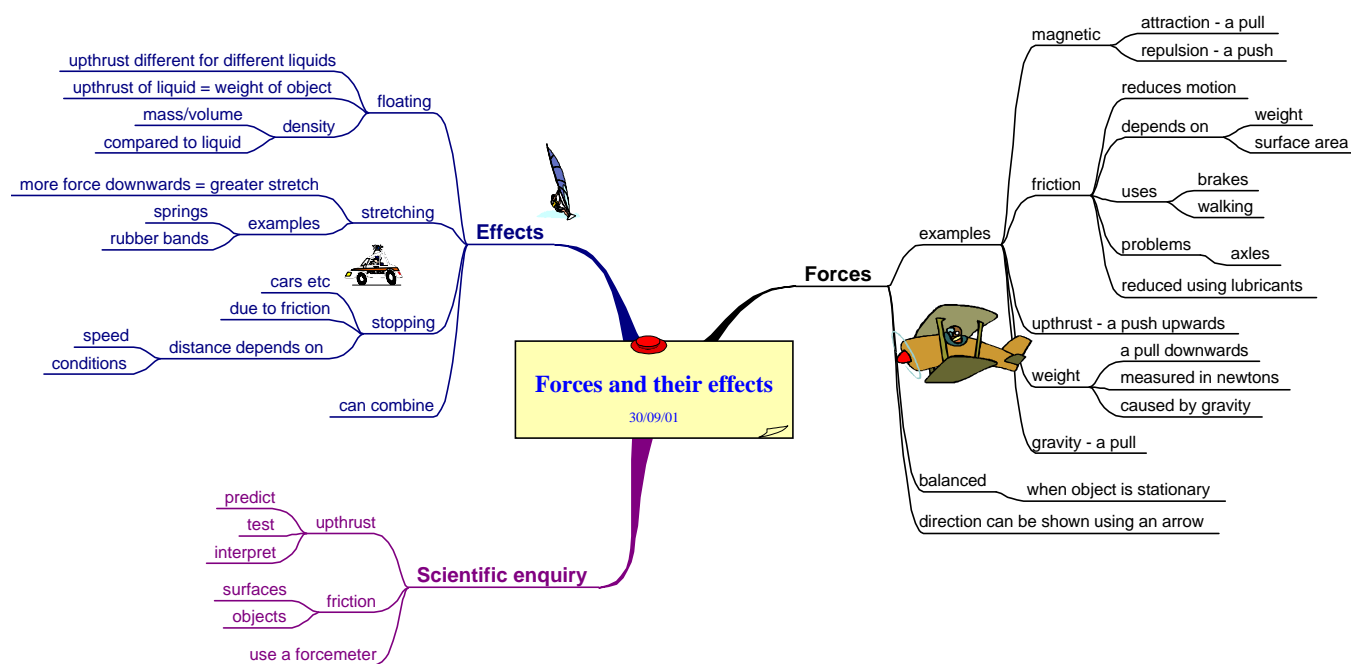 Forces and their effects
30/09/01
Forces
examples
magnetic
attraction - a pull
repulsion - a push
friction
reduces motion
depends on
weight
surface area
uses
brakes
walking
problems
axles
reduced using lubricants
upthrust - a push upwards
weight
a pull downwards
measured in newtons
caused by gravity
gravity - a pull
balanced
when object is stationary
direction can be shown using an arrow
Effects
floating
upthrust different for different liquids
upthrust of liquid = weight of object
density
mass/volume
compared to liquid
stretching
more force downwards = greater stretch
examples
springs
rubber bands
stopping
cars etc
due to friction
distance depends on
speed
conditions
can combine
Scientific enquiry
upthrust
predict
test
interpret
friction
surfaces
objects
use a forcemeter